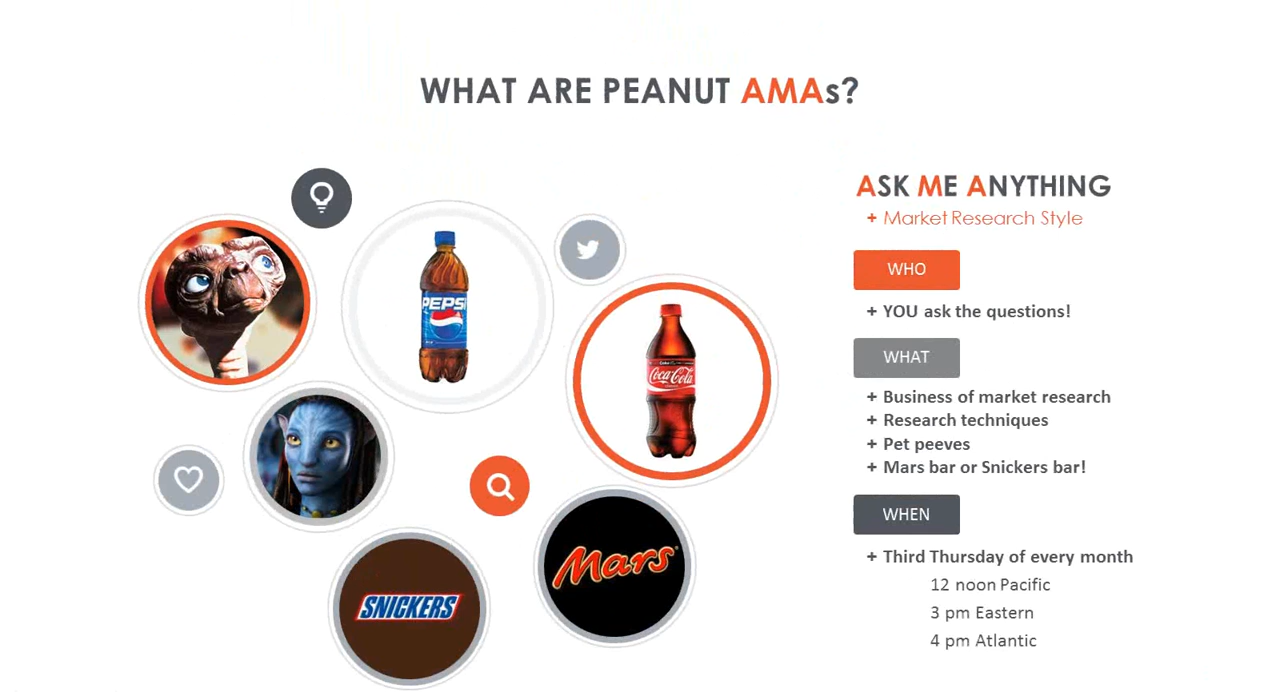 WHAT ARE PEANUT AMAs?
ASK ME ANYTHING
+ Market Research Style
WHO
+ YOU ask the questions!
WHAT
+ Business of market research
+ Research techniques
+ Pet peeves
+ Mars bar or Snickers bar!
WHEN
+ Third Thursday of every month
12 noon Pacific
3 pm Eastern
4 pm Atlantic
PEPSI
Coca-Cola
SNICKERS
Mars